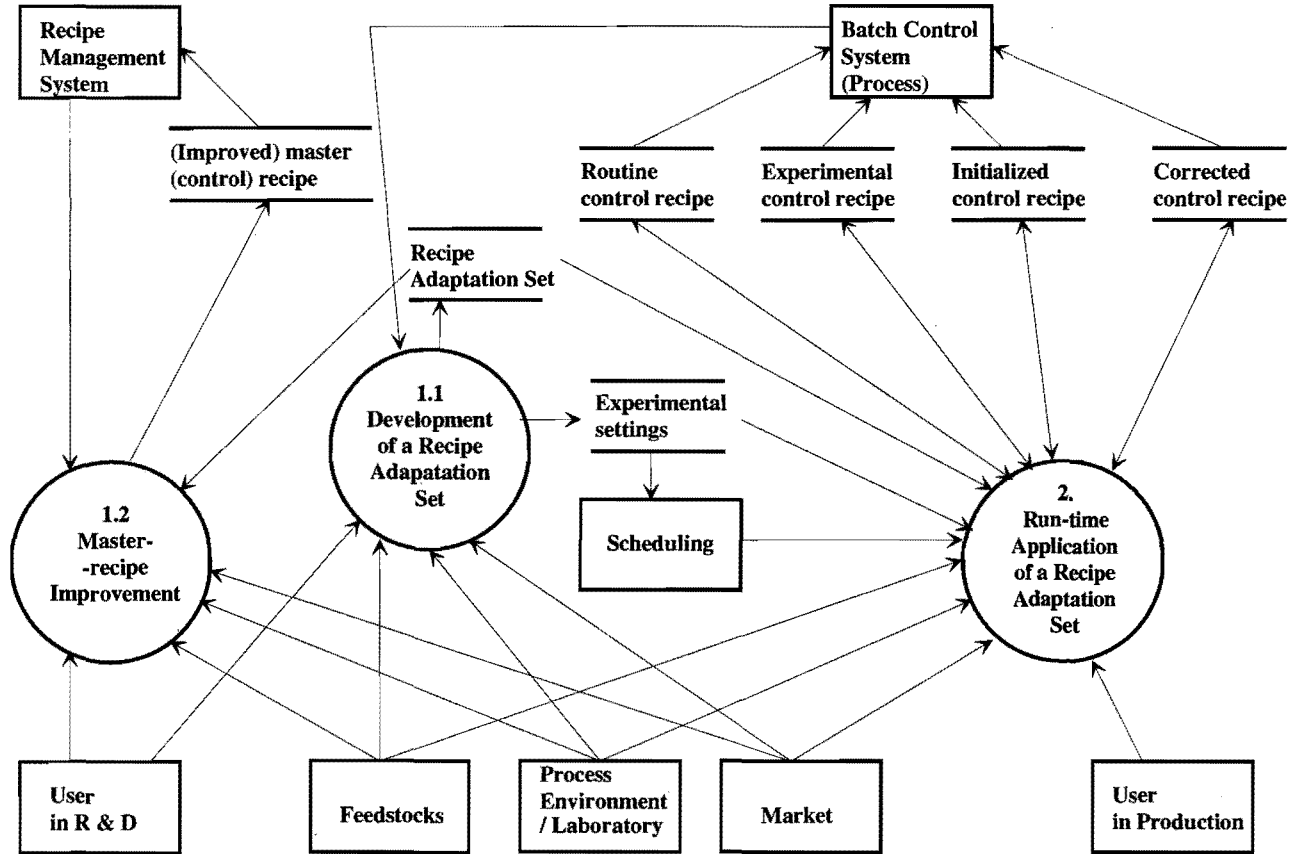 Recipe
Management
System
Batch Control
System
(Process)
(Improved) master
(control) recipe
Routine
control recipe
Experimental
control recipe
Initialized
control recipe
Corrected
control recipe
Recipe
Adaptation Set
1.1
Development
of a Recipe
Adapatation
Set
Experimental
settings
1.2
Master-
-recipe
Improvement
Scheduling
2.
Run-time
Application
of a Recipe
Adaptation
Set
User
in R & D
Feedstocks
Process
Environment
/ Laboratory
Market
User
in Production